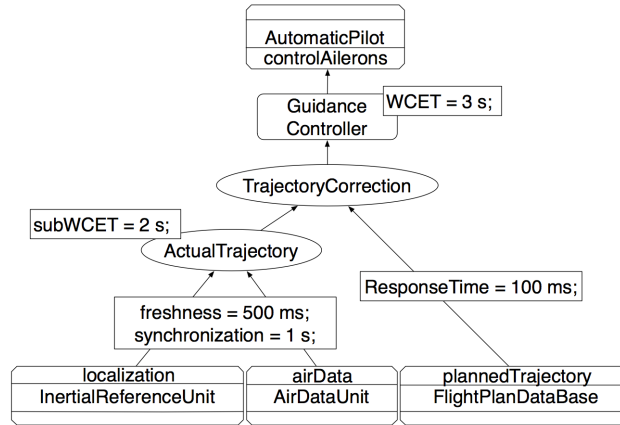 AutomaticPilot
controlAilerons
Guidance
Controller
WCET = 3 s;
TrajectoryCorrection
subWCET = 2 s;
ActualTrajectory
ResponseTime = 100 ms;
freshness = 500 ms;
synchronization = 1 s;
localization
InertialReferenceUnit
airData
AirDataUnit
plannedTrajectory
FlightPlanDataBase